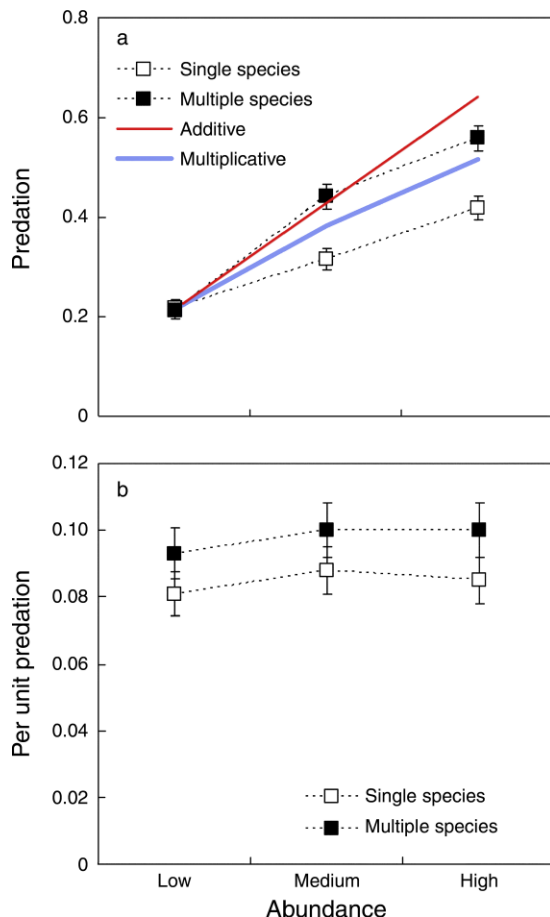 0.8
a
Single species
Multiple species
Additive
Multiplicative
0.6
0.4
0.2
0
Predation
0.12
b
0.10
0.08
0.06
0.04
0.02
0
Per unit predation
Single species
Multiple species
Low Medium High
Abundance